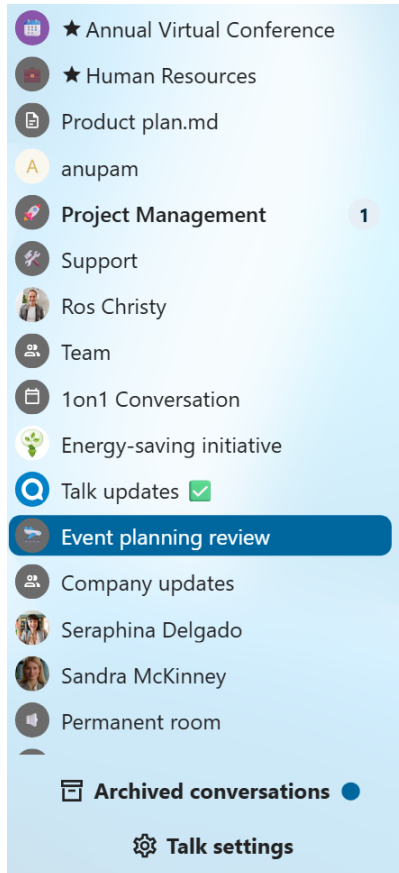 ★ Annual Virtual Conference
★ Human Resources
Product plan.md
A anupam
Project Management 1
Support
Ros Christy
Team
1on1 Conversation
Energy-saving initiative
Talk updates ✅
Event planning review
Company updates
Seraphina Delgado
Sandra McKinney
Permanent room
Archived conversations
Talk settings